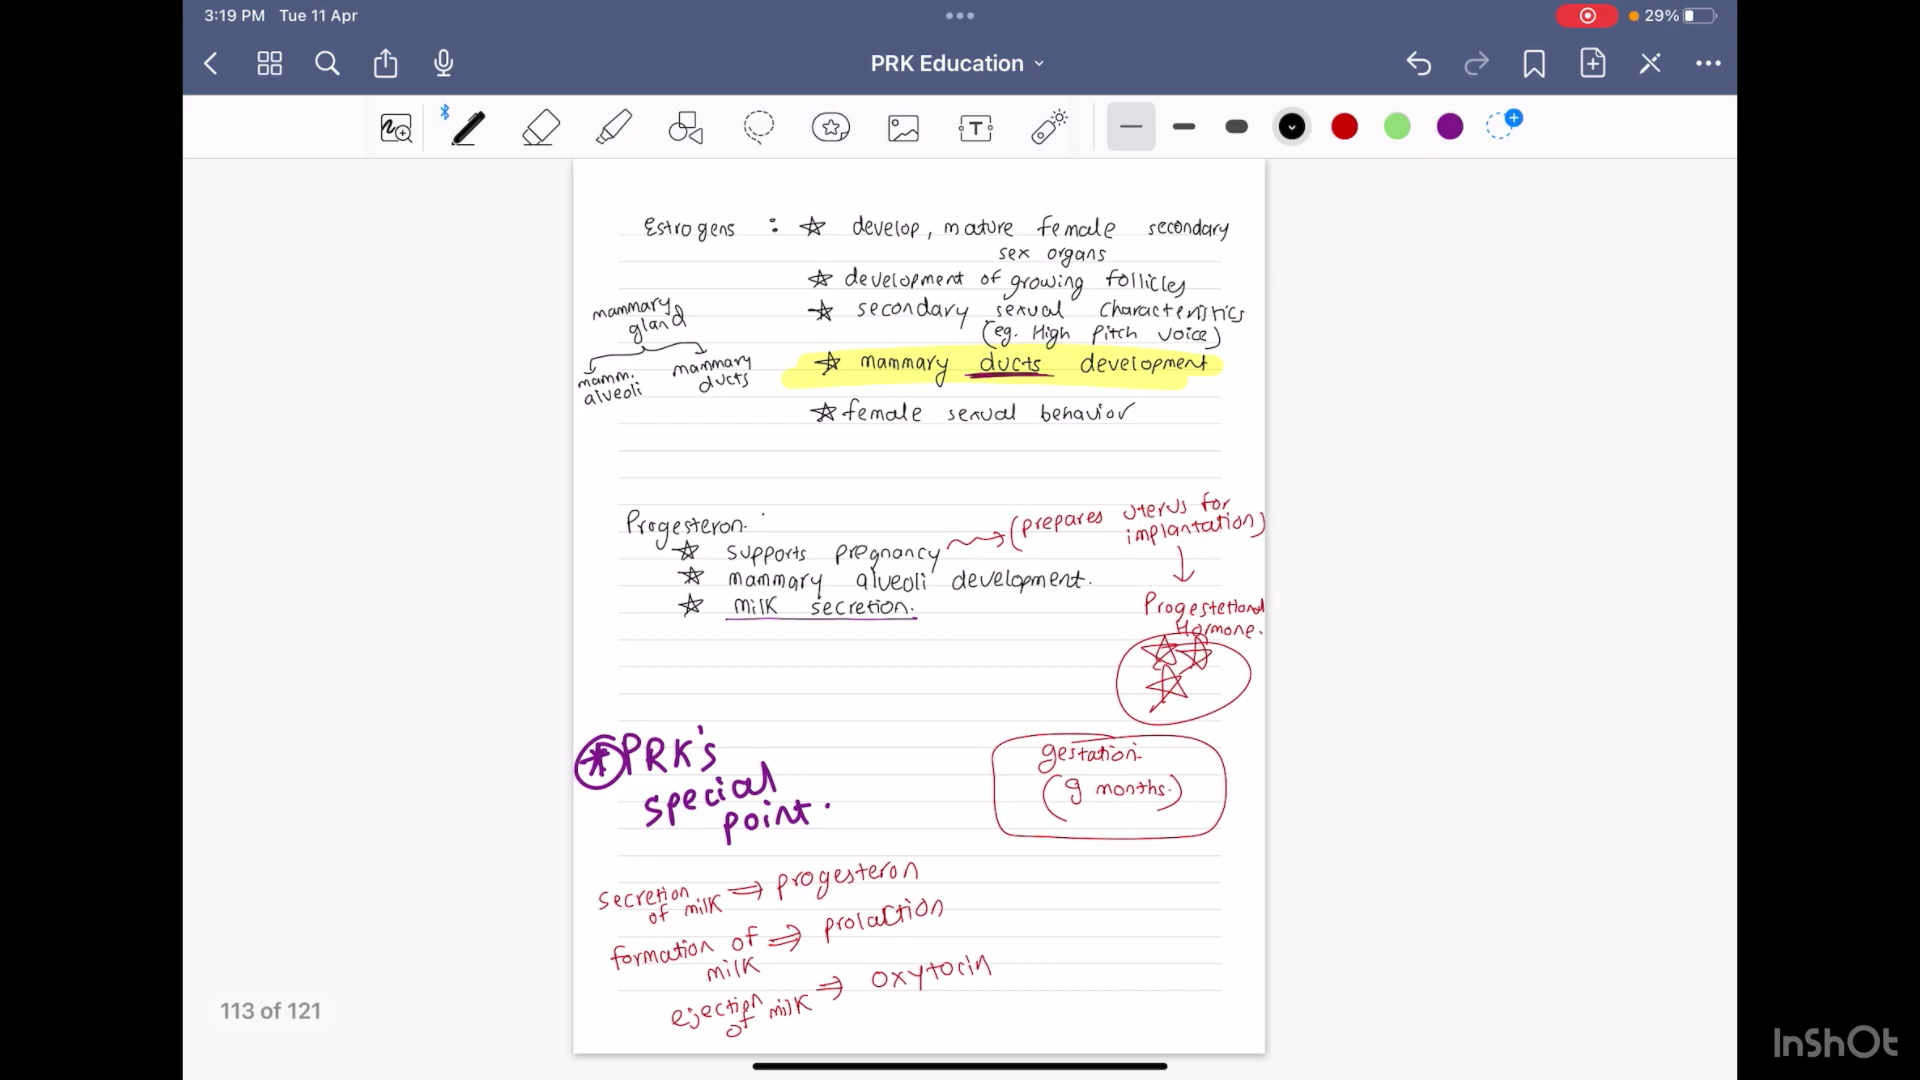 3:19 PM Tue 11 Apr
29%
PRK Education
Estrogens : ☆ develop, mature female secondary
sex organs
☆ development of growing follicles
☆ secondary sexual characteristics
(eg. High pitch voice)
mammary
gland
mamm.
alveoli
mammary
ducts
☆ mammary ducts development
☆ female sexual behavior
Progesteron.
☆ supports pregnancy
(prepares uterus for
implantation)
☆ mammary alveoli development.
☆ milk secretion.
Progestetional
Hormone.
PRK's
special
point.
gestation.
(9 months.)
secretion
of milk ⇒ progesteron
formation of
milk ⇒ prolaction
ejection
of milk ⇒ oxytocin
113 of 121
InShOt